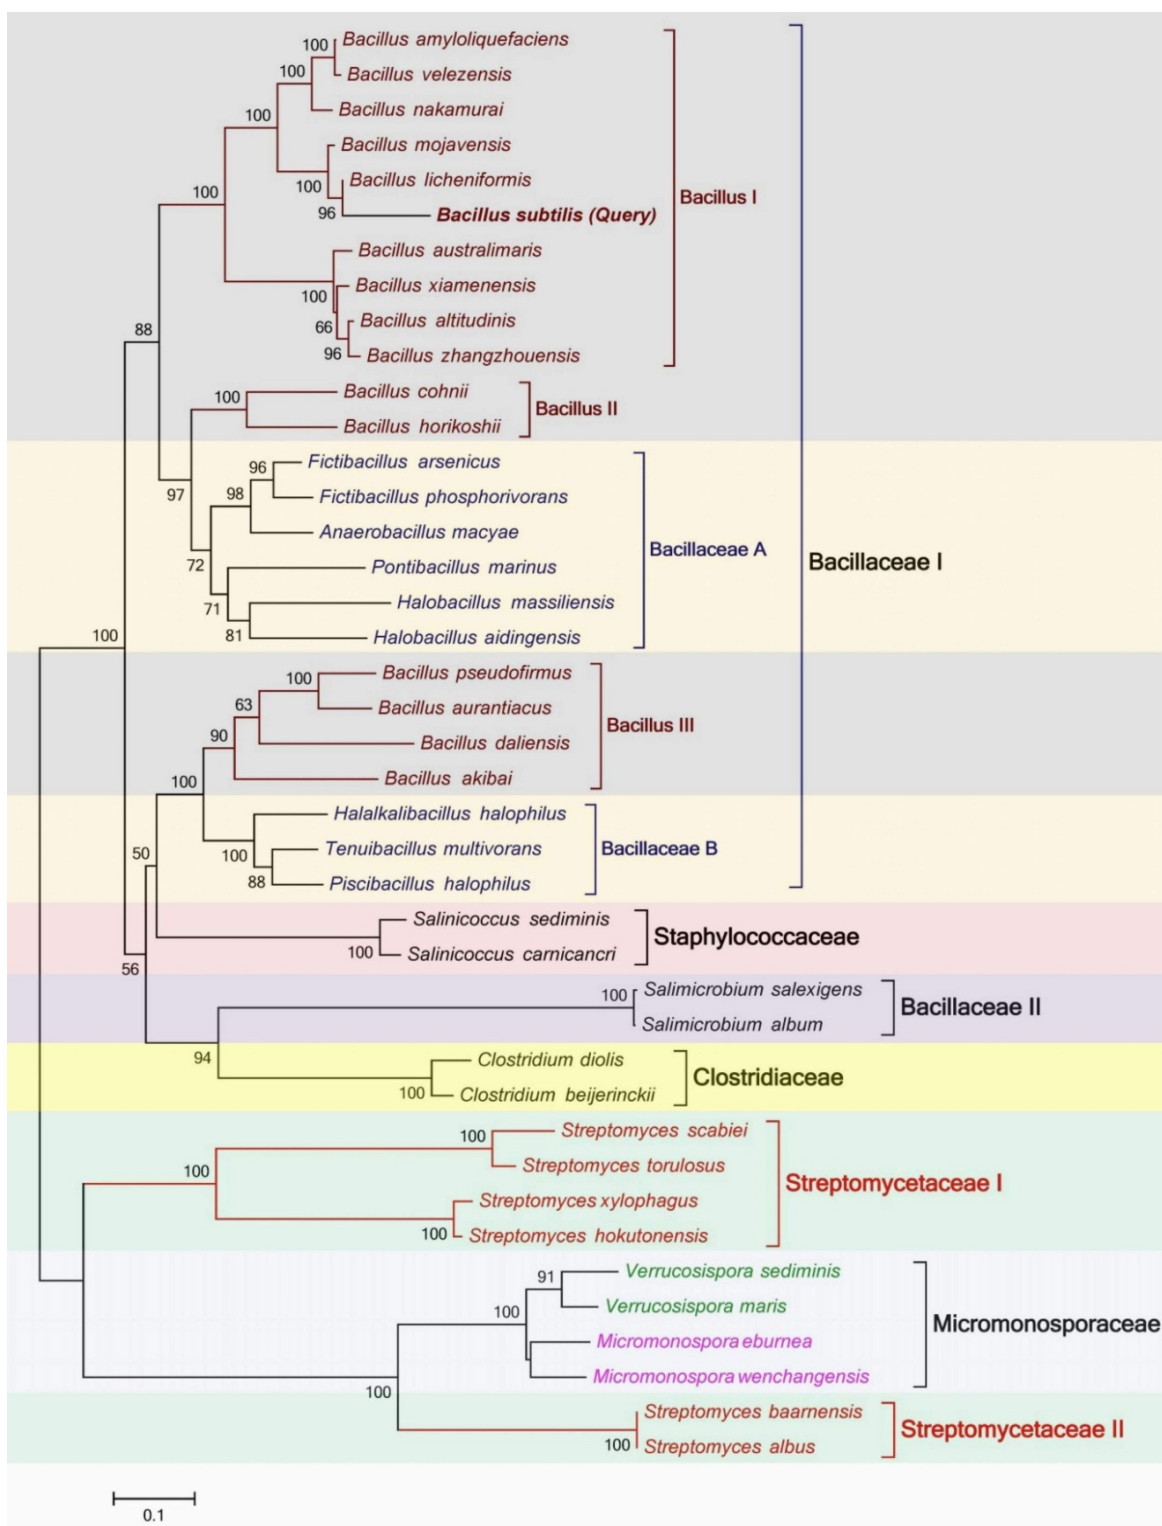 100 Bacillus amyloliquefaciens
100 Bacillus velezensis
100 Bacillus nakamurai
Bacillus mojavensis
100 Bacillus licheniformis
100 Bacillus I
96 Bacillus subtilis (Query)
Bacillus australimaris
Bacillus xiamenensis
100
66 Bacillus altitudinis
88
96 Bacillus zhangzhouensis
Bacillus cohnii
100 Bacillus II
Bacillus horikoshii
96 Fictibacillus arsenicus
97 98 Fictibacillus phosphorivorans
Anaerobacillus macyae
Bacillaceae A
Bacillaceae I
72 Pontibacillus marinus
71 Halobacillus massiliensis
100 81 Halobacillus aidingensis
100 Bacillus pseudofirmus
63 Bacillus aurantiacus
Bacillus III
90 Bacillus daliensis
100 Bacillus akibai
Halalkalibacillus halophilus
50 100 Tenuibacillus multivorans
Bacillaceae B
88 Piscibacillus halophilus
Salinicoccus sediminis
Staphylococcaceae
100 Salinicoccus carnicancri
56
100 Salimicrobium salexigens
Bacillaceae II
Salimicrobium album
94 Clostridium diolis
Clostridiaceae
100 Clostridium beijerinckii
100 Streptomyces scabiei
100 Streptomyces torulosus
Streptomycetaceae I
Streptomyces xylophagus
100 Streptomyces hokutonensis
91 Verrucosispora sediminis
100 Verrucosispora maris
Micromonosporaceae
Micromonospora eburnea
Micromonospora wenchangensis
100
Streptomyces baarnensis
Streptomycetaceae II
100 Streptomyces albus
0.1